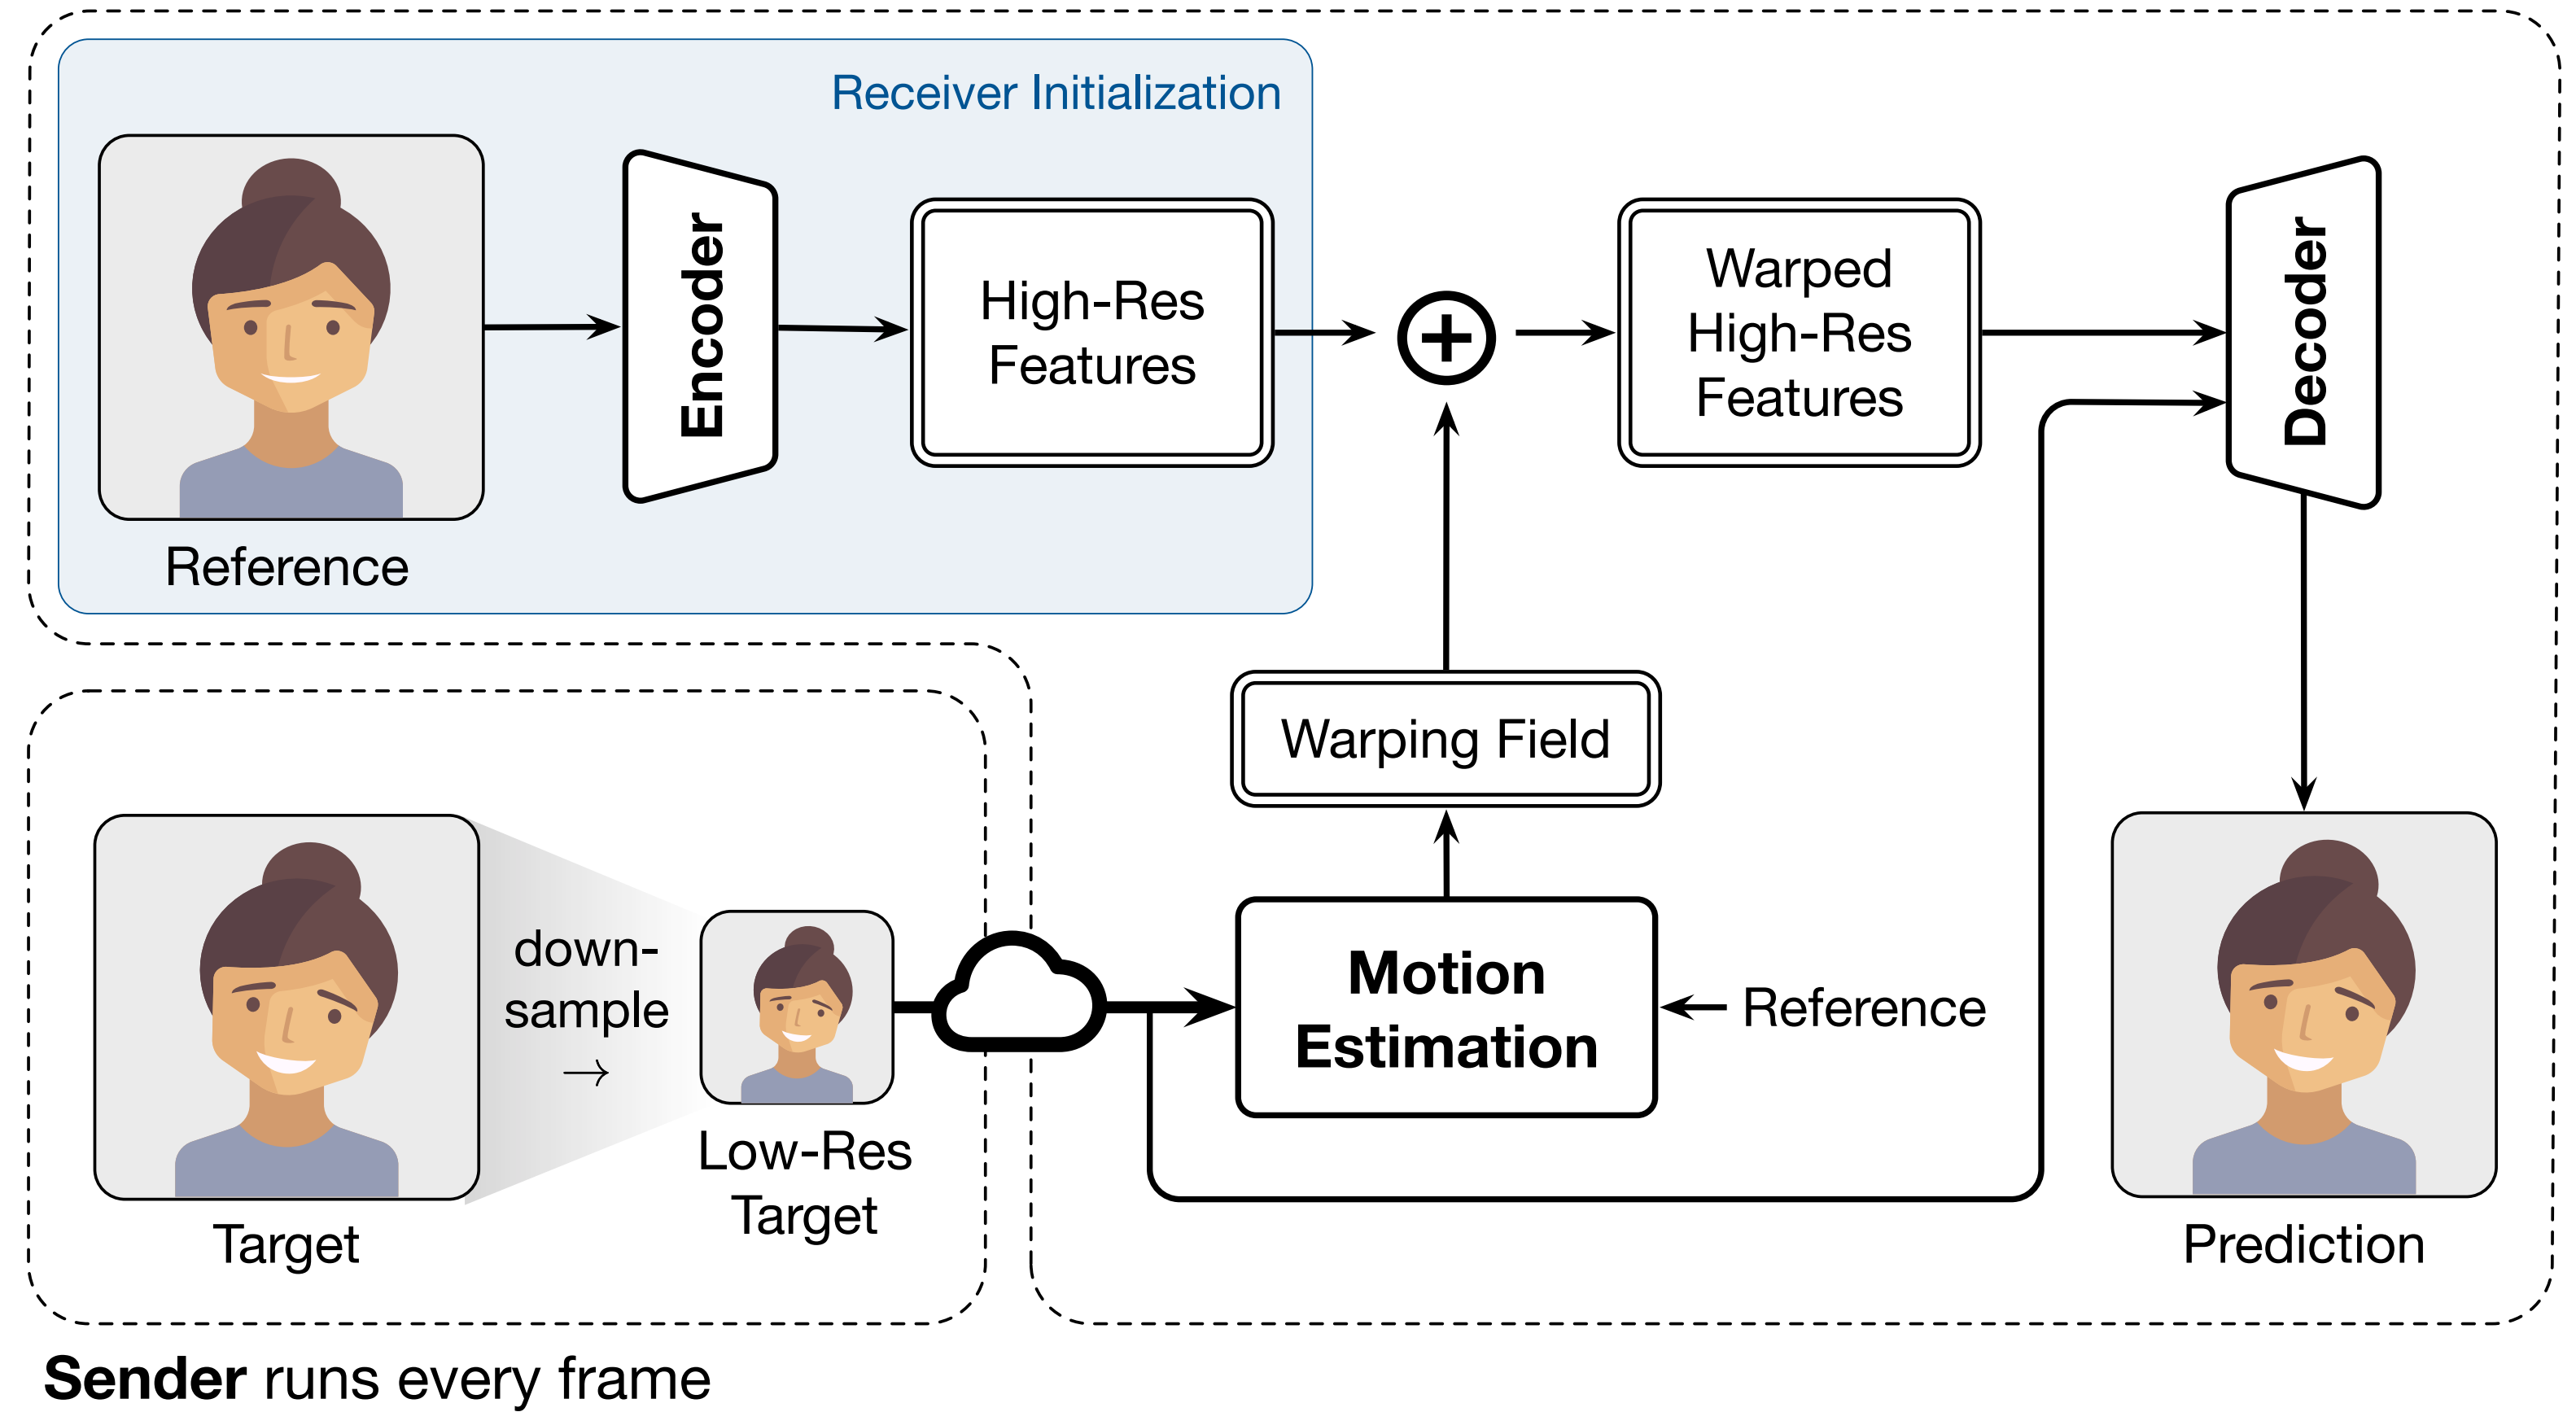 Receiver Initialization
Encoder
High-Res
Features
Warped
High-Res
Features
Decoder
Reference
Warping Field
down-
sample
→
Motion
Estimation
Reference
Low-Res
Target
Target
Prediction
Sender runs every frame